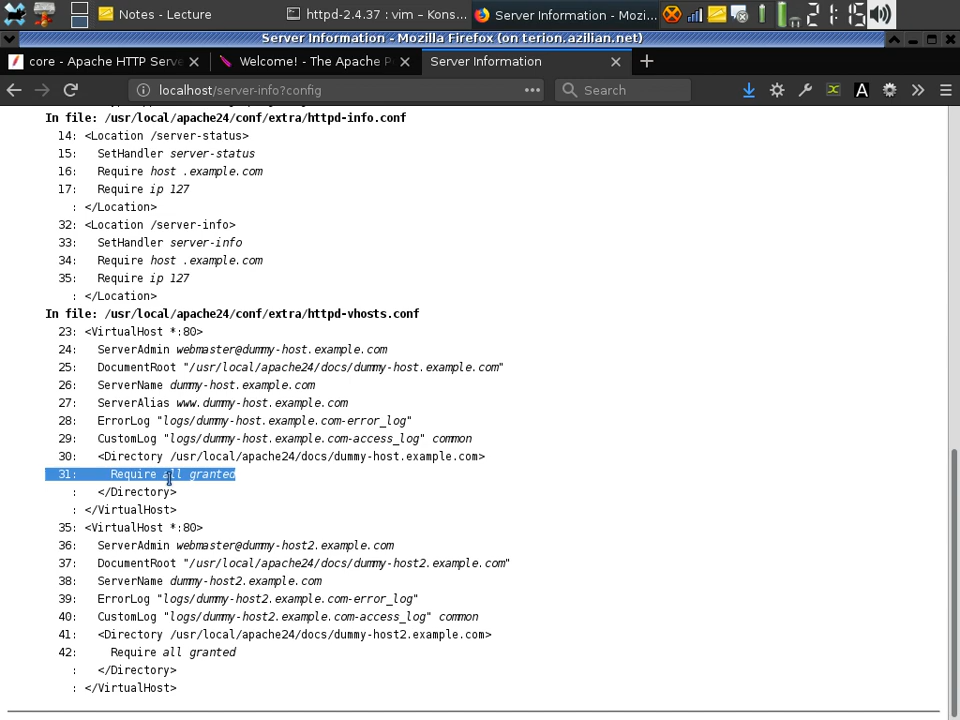 Notes - Lecture
httpd-2.4.37 : vim – Kons...
Server Information - Mozi...
21:15
Server Information - Mozilla Firefox (on terion.azilian.net)
core - Apache HTTP Serve
Welcome! - The Apache P
Server Information
localhost/server-info?config
Search
In file: /usr/local/apache24/conf/extra/httpd-info.conf
14: <Location /server-status>
15: SetHandler server-status
16: Require host .example.com
17: Require ip 127
: </Location>
32: <Location /server-info>
33: SetHandler server-info
34: Require host .example.com
35: Require ip 127
: </Location>
In file: /usr/local/apache24/conf/extra/httpd-vhosts.conf
23: <VirtualHost *:80>
24: ServerAdmin webmaster@dummy-host.example.com
25: DocumentRoot "/usr/local/apache24/docs/dummy-host.example.com"
26: ServerName dummy-host.example.com
27: ServerAlias www.dummy-host.example.com
28: ErrorLog "logs/dummy-host.example.com-error_log"
29: CustomLog "logs/dummy-host.example.com-access_log" common
30: <Directory /usr/local/apache24/docs/dummy-host.example.com>
31: Require all granted
: </Directory>
: </VirtualHost>
35: <VirtualHost *:80>
36: ServerAdmin webmaster@dummy-host2.example.com
37: DocumentRoot "/usr/local/apache24/docs/dummy-host2.example.com"
38: ServerName dummy-host2.example.com
39: ErrorLog "logs/dummy-host2.example.com-error_log"
40: CustomLog "logs/dummy-host2.example.com-access_log" common
41: <Directory /usr/local/apache24/docs/dummy-host2.example.com>
42: Require all granted
: </Directory>
: </VirtualHost>